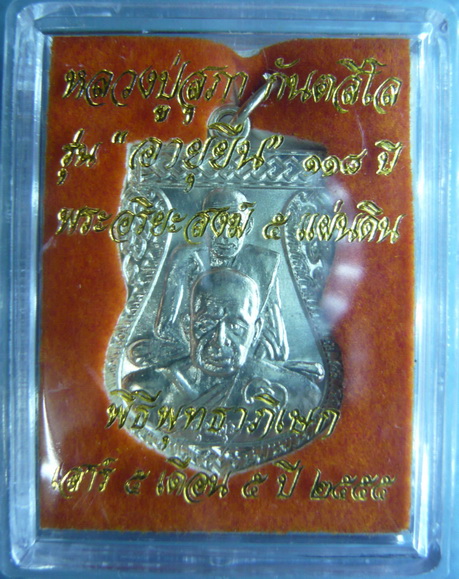 หลวงปู่สุภา กันตสีโล
รุ่น "อายุยืน" ๑๑๘ ปี
พระอริยะสงฆ์ ๕ แผ่นดิน
พิธีพุทธาภิเษก
เสาร์ ๕ เดือน ๕ ปี ๒๕๕๕